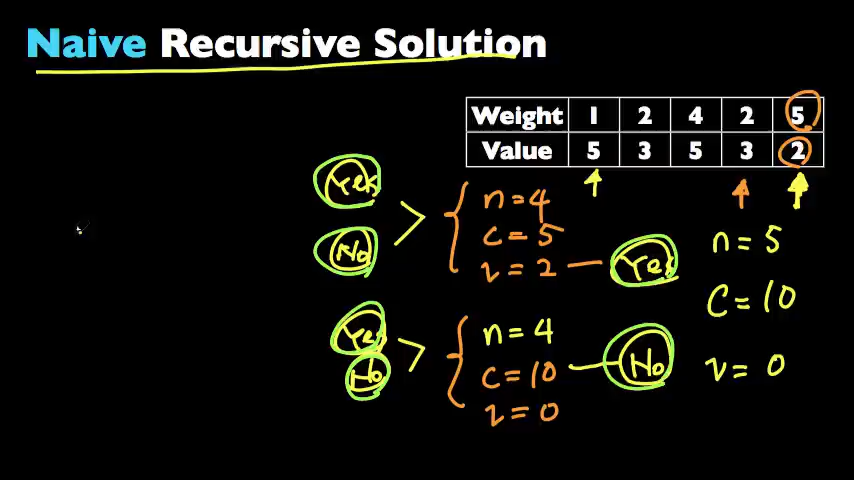 Naive Recursive Solution
Weight 1 2 4 2 5
Value 5 3 5 3 2
Yes
No
n=4
c=5
v=2
Yes
n=5
C=10
v=0
Yes
No
n=4
c=10
v=0
No